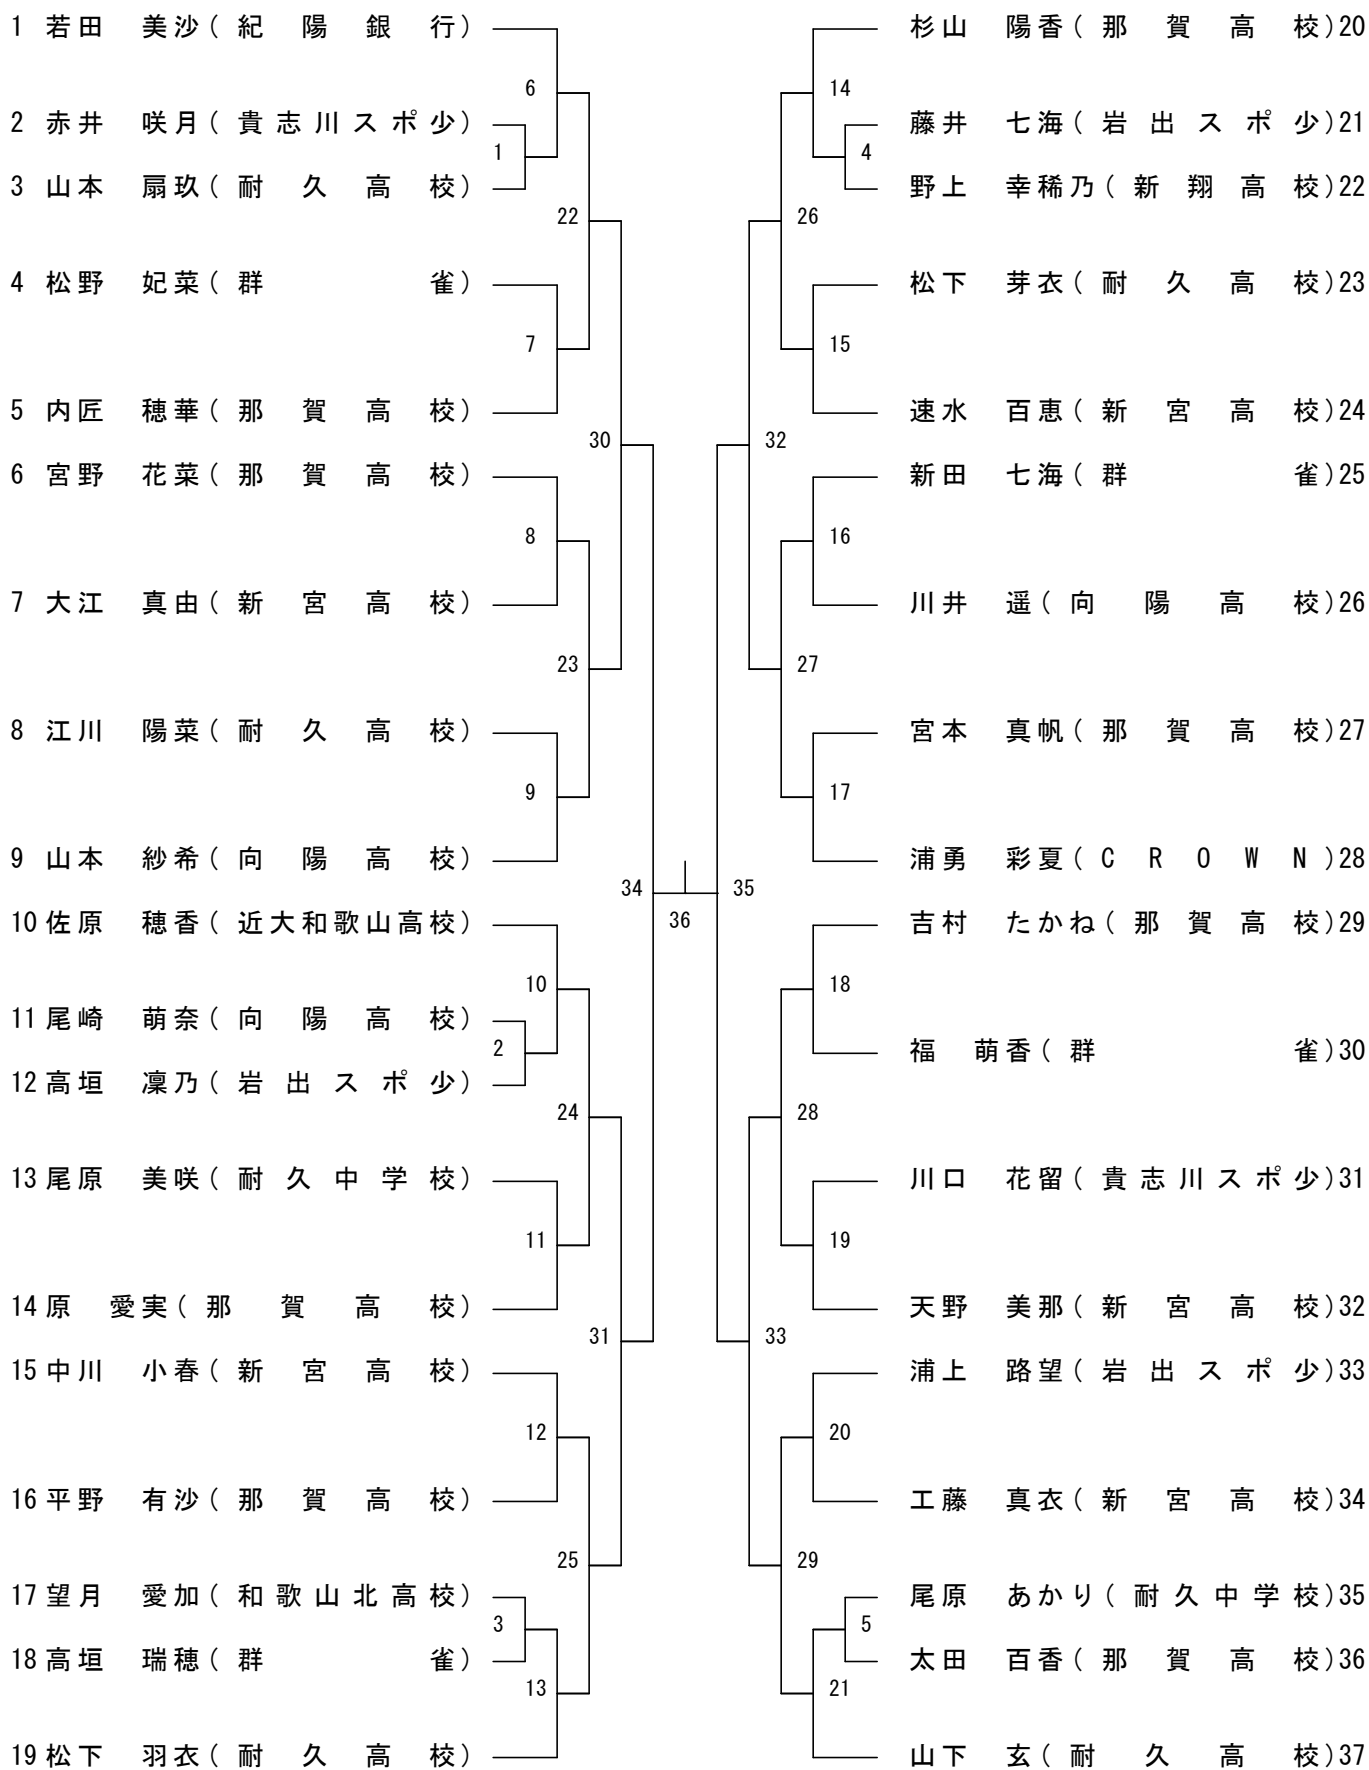 1 若田 美沙(紀陽銀行)
6
2 赤井 咲月(貴志川スポ少)
1
3 山本 扇玖(耐久高校)
22
4 松野 妃菜(群雀)
7
5 内匠 穂華(那賀高校)
30
6 宮野 花菜(那賀高校)
8
7 大江 真由(新宮高校)
23
8 江川 陽菜(耐久高校)
9
9 山本 紗希(向陽高校)
34
10 佐原 穂香(近大和歌山高校)
10
11 尾崎 萌奈(向陽高校)
2
12 高垣 凜乃(岩出スポ少)
24
13 尾原 美咲(耐久中学校)
11
14 原 愛実(那賀高校)
31
15 中川 小春(新宮高校)
12
16 平野 有沙(那賀高校)
25
17 望月 愛加(和歌山北高校)
3
18 高垣 瑞穂(群雀)
13
19 松下 羽衣(耐久高校)
36
杉山 陽香(那賀高校)20
14
藤井 七海(岩出スポ少)21
4
野上 幸稀乃(新翔高校)22
26
松下 芽衣(耐久高校)23
15
速水 百恵(新宮高校)24
32
新田 七海(群雀)25
16
川井 遥(向陽高校)26
27
宮本 真帆(那賀高校)27
17
浦勇 彩夏(CROWN)28
35
吉村 たかね(那賀高校)29
18
福 萌香(群雀)30
28
川口 花留(貴志川スポ少)31
19
天野 美那(新宮高校)32
33
浦上 路望(岩出スポ少)33
20
工藤 真衣(新宮高校)34
29
尾原 あかり(耐久中学校)35
5
太田 百香(那賀高校)36
21
山下 玄(耐久高校)37